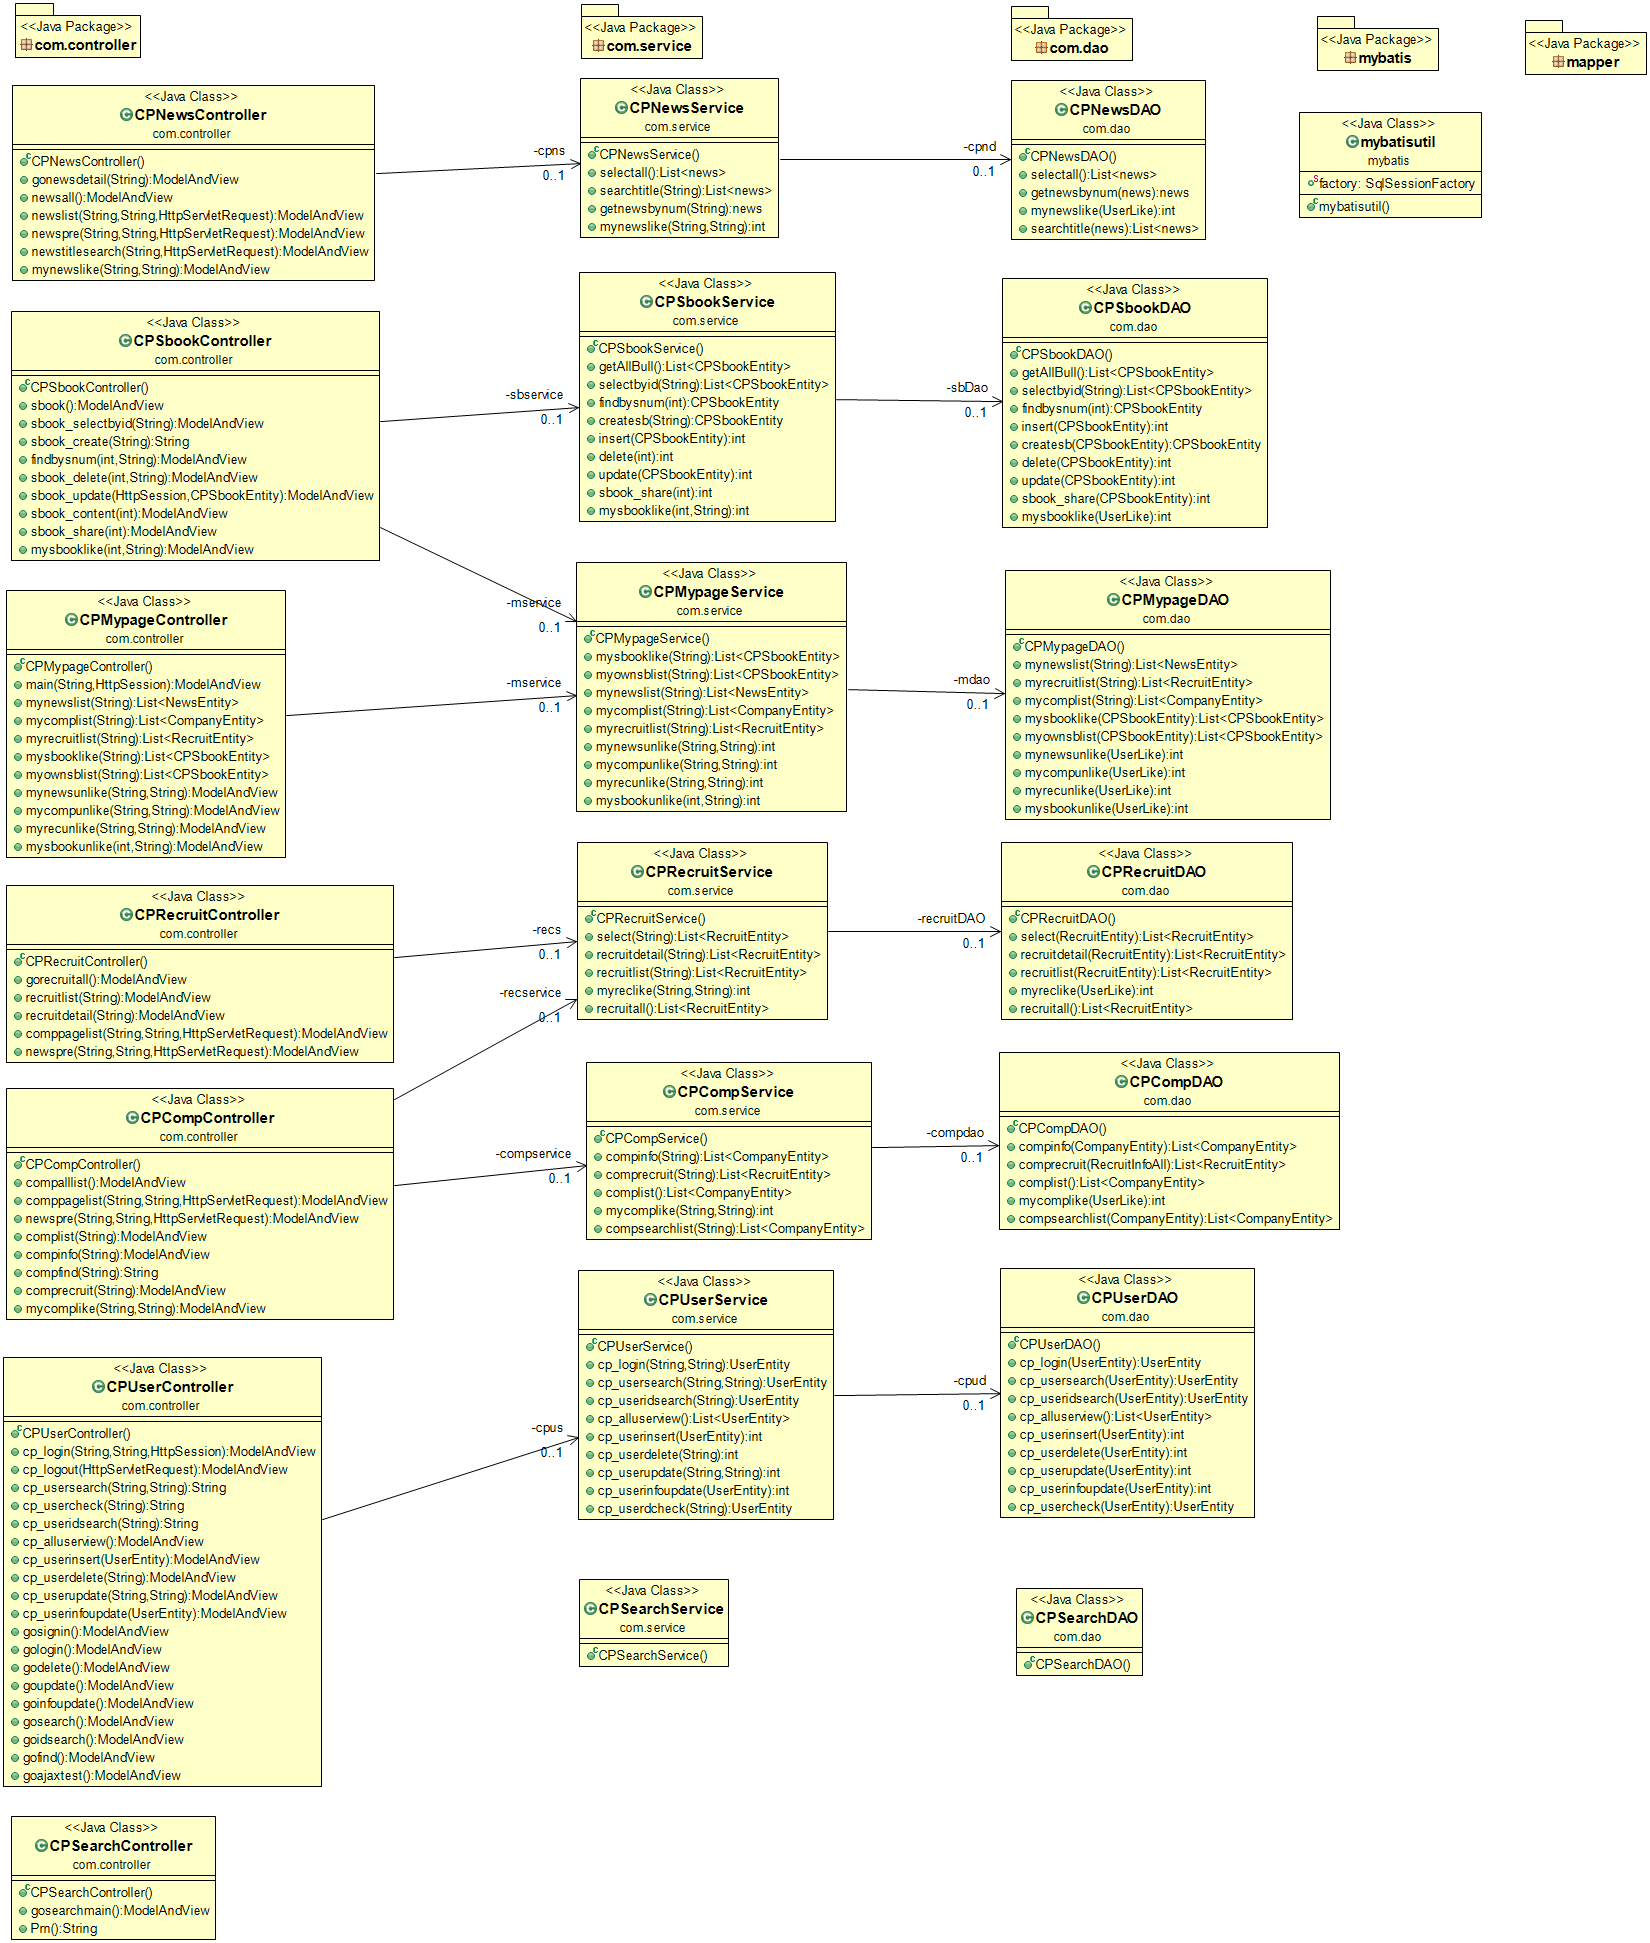 <<Java Package>>
com.controller
<<Java Package>>
com.service
<<Java Package>>
com.dao
<<Java Package>>
mybatis
<<Java Package>>
mapper
<<Java Class>>
CPNewsController
com.controller
CPNewsController()
gonewsdetail(String):ModelAndView
newsall():ModelAndView
newslist(String,String,HttpServletRequest):ModelAndView
newspre(String,String,HttpServletRequest):ModelAndView
newstitlesearch(String,HttpServletRequest):ModelAndView
mynewslike(String,String):ModelAndView
-cpns
0..1
<<Java Class>>
CPNewsService
com.service
CPNewsService()
selectall():List<news>
searchtitle(String):List<news>
getnewsbynum(String):news
mynewslike(String,String):int
-cpnd
0..1
<<Java Class>>
CPNewsDAO
com.dao
CPNewsDAO()
selectall():List<news>
getnewsbynum(news):news
mynewslike(UserLike):int
searchtitle(news):List<news>
<<Java Class>>
mybatisutil
mybatis
factory: SqlSessionFactory
mybatisutil()
<<Java Class>>
CPSbookController
com.controller
CPSbookController()
sbook():ModelAndView
sbook_selectbyid(String):ModelAndView
sbook_create(String):String
findbysnum(int,String):ModelAndView
sbook_delete(int,String):ModelAndView
sbook_update(HttpSession,CPSbookEntity):ModelAndView
sbook_content(int):ModelAndView
sbook_share(int):ModelAndView
mysbooklike(int,String):ModelAndView
-sbservice
0..1
-mservice
0..1
<<Java Class>>
CPSbookService
com.service
CPSbookService()
getAllBull():List<CPSbookEntity>
selectbyid(String):List<CPSbookEntity>
findbysnum(int):CPSbookEntity
createsb(String):CPSbookEntity
insert(CPSbookEntity):int
delete(int):int
update(CPSbookEntity):int
sbook_share(int):int
mysbooklike(int,String):int
-sbDao
0..1
<<Java Class>>
CPSbookDAO
com.dao
CPSbookDAO()
getAllBull():List<CPSbookEntity>
selectbyid(String):List<CPSbookEntity>
findbysnum(int):CPSbookEntity
insert(CPSbookEntity):int
createsb(CPSbookEntity):CPSbookEntity
delete(CPSbookEntity):int
update(CPSbookEntity):int
sbook_share(CPSbookEntity):int
mysbooklike(UserLike):int
<<Java Class>>
CPMypageController
com.controller
CPMypageController()
main(String,HttpSession):ModelAndView
mynewslist(String):List<NewsEntity>
mycomplist(String):List<CompanyEntity>
myrecruitlist(String):List<RecruitEntity>
mysbooklike(String):List<CPSbookEntity>
myownsblist(String):List<CPSbookEntity>
mynewsunlike(String,String):ModelAndView
mycompunlike(String,String):ModelAndView
myrecunlike(String,String):ModelAndView
mysbookunlike(int,String):ModelAndView
-mservice
0..1
<<Java Class>>
CPMypageService
com.service
CPMypageService()
mysbooklike(String):List<CPSbookEntity>
myownsblist(String):List<CPSbookEntity>
mynewslist(String):List<NewsEntity>
mycomplist(String):List<CompanyEntity>
myrecruitlist(String):List<RecruitEntity>
mynewsunlike(String,String):int
mycompunlike(String,String):int
myrecunlike(String,String):int
mysbookunlike(int,String):int
-mdao
0..1
<<Java Class>>
CPMypageDAO
com.dao
CPMypageDAO()
mynewslist(String):List<NewsEntity>
myrecruitlist(String):List<RecruitEntity>
mycomplist(String):List<CompanyEntity>
mysbooklike(CPSbookEntity):List<CPSbookEntity>
myownsblist(CPSbookEntity):List<CPSbookEntity>
mynewsunlike(UserLike):int
mycompunlike(UserLike):int
myrecunlike(UserLike):int
mysbookunlike(UserLike):int
<<Java Class>>
CPRecruitController
com.controller
CPRecruitController()
gorecruitall():ModelAndView
recruitlist(String):ModelAndView
recruitdetail(String):ModelAndView
comppagelist(String,String,HttpServletRequest):ModelAndView
newspre(String,String,HttpServletRequest):ModelAndView
-recs
0..1
-recservice
0..1
<<Java Class>>
CPRecruitService
com.service
CPRecruitService()
select(String):List<RecruitEntity>
recruitdetail(String):List<RecruitEntity>
recruitlist(String):List<RecruitEntity>
myreclike(String,String):int
recruitall():List<RecruitEntity>
-recruitDAO
0..1
<<Java Class>>
CPRecruitDAO
com.dao
CPRecruitDAO()
select(RecruitEntity):List<RecruitEntity>
recruitdetail(RecruitEntity):List<RecruitEntity>
recruitlist(RecruitEntity):List<RecruitEntity>
myreclike(UserLike):int
recruitall():List<RecruitEntity>
<<Java Class>>
CPCompController
com.controller
CPCompController()
compalllist():ModelAndView
comppagelist(String,String,HttpServletRequest):ModelAndView
newspre(String,String,HttpServletRequest):ModelAndView
complist(String):ModelAndView
compinfo(String):ModelAndView
compfind(String):String
comprecruit(String):ModelAndView
mycomplike(String,String):ModelAndView
-compservice
0..1
<<Java Class>>
CPCompService
com.service
CPCompService()
compinfo(String):List<CompanyEntity>
comprecruit(String):List<RecruitEntity>
complist():List<CompanyEntity>
mycomplike(String,String):int
compsearchlist(String):List<CompanyEntity>
-compdao
0..1
<<Java Class>>
CPCompDAO
com.dao
CPCompDAO()
compinfo(CompanyEntity):List<CompanyEntity>
comprecruit(RecruitInfoAll):List<RecruitEntity>
complist():List<CompanyEntity>
mycomplike(UserLike):int
compsearchlist(CompanyEntity):List<CompanyEntity>
<<Java Class>>
CPUserController
com.controller
CPUserController()
cp_login(String,String,HttpSession):ModelAndView
cp_logout(HttpServletRequest):ModelAndView
cp_usersearch(String,String):String
cp_usercheck(String):String
cp_useridsearch(String):String
cp_alluserview():ModelAndView
cp_userinsert(UserEntity):ModelAndView
cp_userdelete(String):ModelAndView
cp_userupdate(String,String):ModelAndView
cp_userinfoupdate(UserEntity):ModelAndView
gosignin():ModelAndView
gologin():ModelAndView
godelete():ModelAndView
goupdate():ModelAndView
goinfoupdate():ModelAndView
gosearch():ModelAndView
goidsearch():ModelAndView
gofind():ModelAndView
goajaxtest():ModelAndView
-cpus
0..1
<<Java Class>>
CPUserService
com.service
CPUserService()
cp_login(String,String):UserEntity
cp_usersearch(String,String):UserEntity
cp_useridsearch(String):UserEntity
cp_alluserview():List<UserEntity>
cp_userinsert(UserEntity):int
cp_userdelete(String):int
cp_userupdate(String,String):int
cp_userinfoupdate(UserEntity):int
cp_userdcheck(String):UserEntity
-cpud
0..1
<<Java Class>>
CPUserDAO
com.dao
CPUserDAO()
cp_login(UserEntity):UserEntity
cp_usersearch(UserEntity):UserEntity
cp_useridsearch(UserEntity):UserEntity
cp_alluserview():List<UserEntity>
cp_userinsert(UserEntity):int
cp_userdelete(UserEntity):int
cp_userupdate(UserEntity):int
cp_userinfoupdate(UserEntity):int
cp_usercheck(UserEntity):UserEntity
<<Java Class>>
CPSearchService
com.service
CPSearchService()
<<Java Class>>
CPSearchDAO
com.dao
CPSearchDAO()
<<Java Class>>
CPSearchController
com.controller
CPSearchController()
gosearchmain():ModelAndView
Prn():String